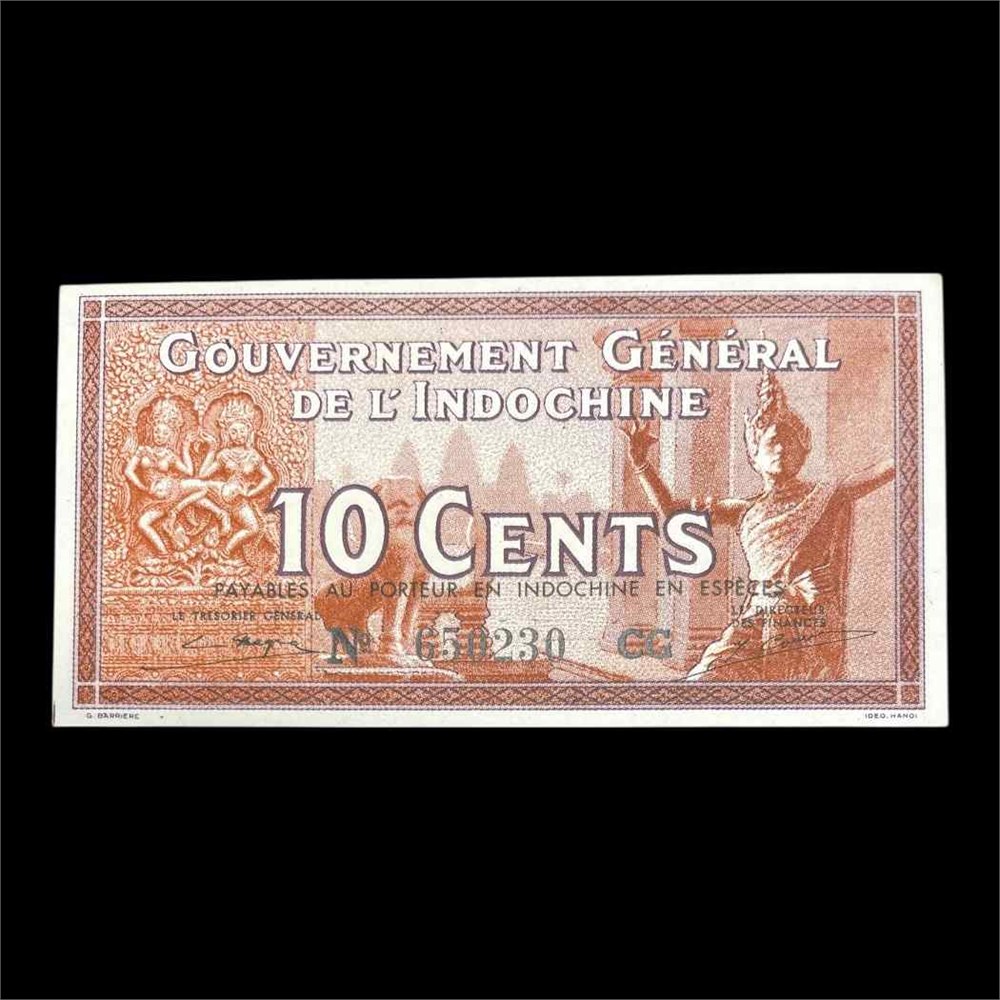 GOUVERNEMENT GÉNÉRAL
DE L'INDOCHINE
10 CENTS
PAYABLES AU PORTEUR EN INDOCHINE EN ESPÈCES
LE TRESORIER GENERAL
LE DIRECTEUR
DES FINANCES
Nº 650230 CG
G. BARRIERE
IDEO. HANOI